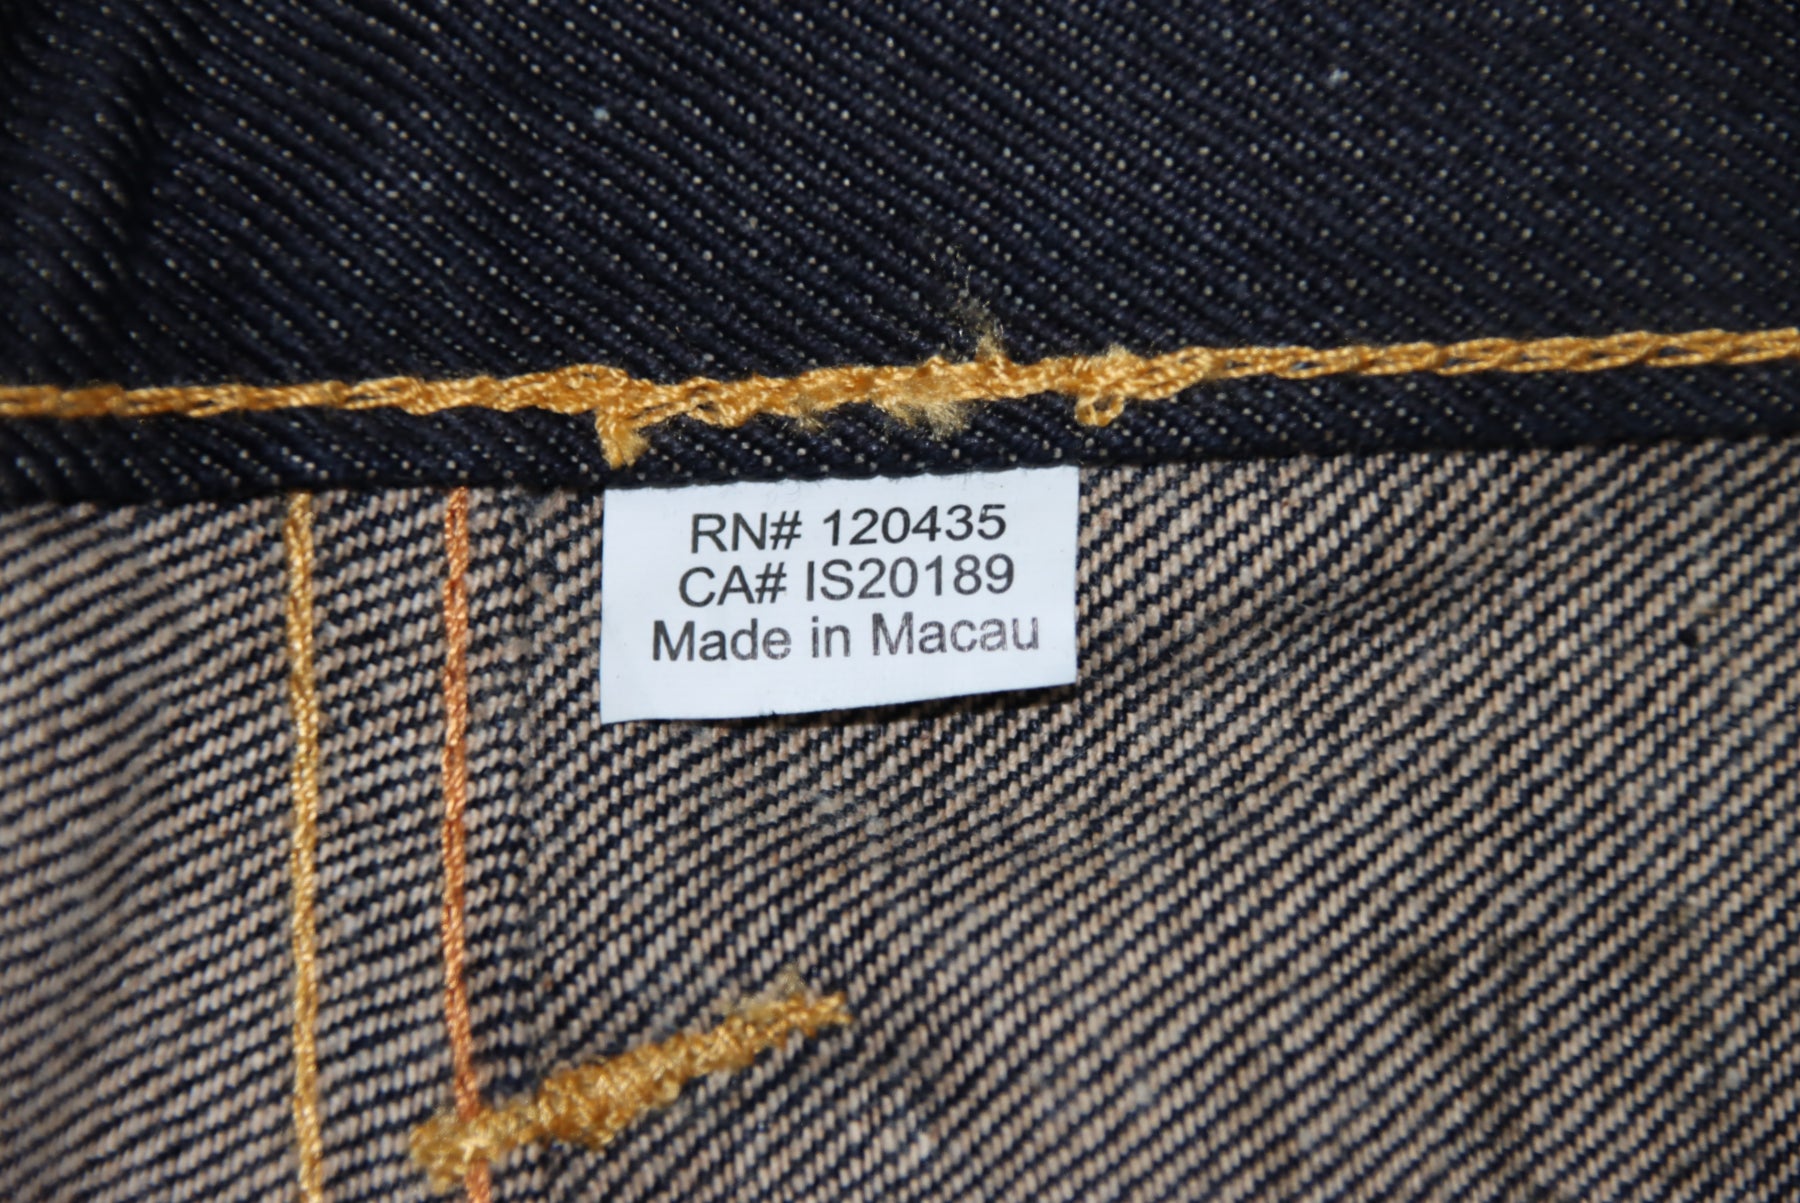 RN# 120435
CA# IS20189
Made in Macau